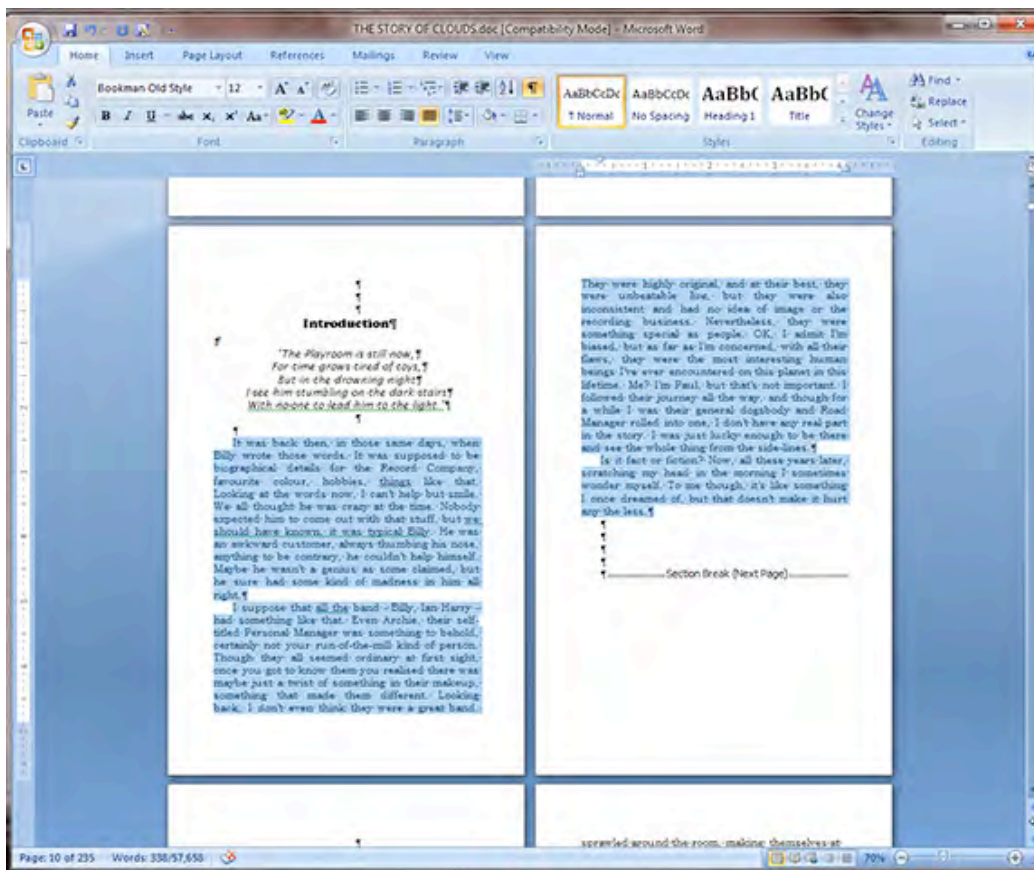 THE STORY OF CLOUDS.doc [Compatibility Mode] - Microsoft Word
Home Insert Page Layout References Mailings Review View
Bookman Old Style 12
Find
AaBbCcDc AaBbCcDc AaBbC AaBbC
Replace
Paste
B I U abc x, x² Aa A
¶ Normal No Spacing Heading 1 Title
Change Styles
Select
Clipboard Font Paragraph Styles Editing
Introduction¶
"The Playroom is still now,¶
For time grows tired of toys,¶
But in the drowning night¶
I see him stumbling on the dark stairs¶
With no-one to lead him to the light."¶
It was back then, in those same days, when
Billy wrote those words. It was supposed to be
biographical details for the Record Company,
favourite colour, hobbies, things like that.
Looking at the words now, I can't help but smile.
We all thought he was crazy at the time. Nobody
expected him to come out with that stuff, but we
should have known, it was typical Billy. He was
an awkward customer, always thumbing his nose,
anything to be contrary, he couldn't help himself.
Maybe he wasn't a genius as some claimed, but
he sure had some kind of madness in him all
right.¶
I suppose that all the band - Billy, Ian Harry -
had something like that. Even Archie, their self-
titled Personal Manager was something to behold,
certainly not your run-of-the-mill kind of person.
Though they all seemed ordinary at first sight,
once you got to know them you realised there was
maybe just a twist of something in their makeup,
something that made them different. Looking
back, I don't even think they were a great band.
They were highly original, and at their best, they
were unbeatable live, but they were also
inconsistent and had no idea of image or the
recording business. Nevertheless, they were
something special as people. OK, I admit I'm
biased, but as far as I'm concerned, with all their
flaws, they were the most interesting human
beings I've ever encountered on this planet in this
lifetime. Me? I'm Paul, but that's not important. I
followed their journey all the way, and though for
a while I was their general dogsbody and Road
Manager rolled into one, I don't have any real part
in the story. I was just lucky enough to be there
and see the whole thing from the side-lines.¶
Is it fact or fiction? Now, all these years later,
scratching my head in the morning I sometimes
wonder myself. To me though, it's like something
I once dreamed of, but that doesn't make it hurt
any the less.¶
Section Break (Next Page)
sprawled around the room, making themselves at
Page: 10 of 235 Words: 338/57,658 70%